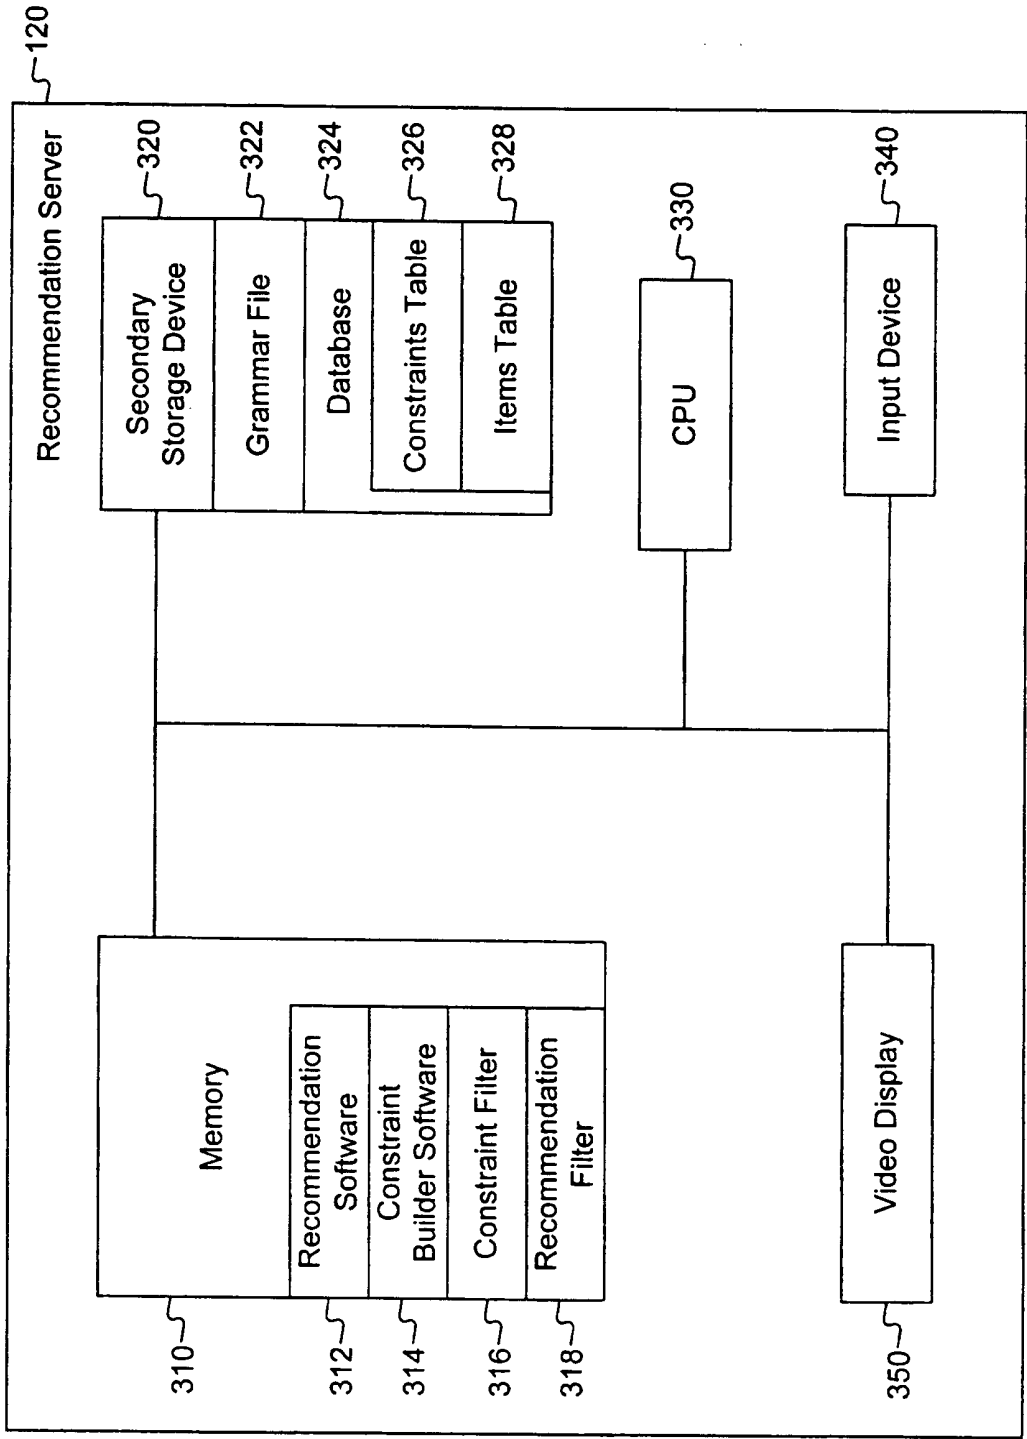 Recommendation Server
120
Memory
310
Recommendation
Software
312
Constraint
Builder Software
314
Constraint Filter
316
Recommendation
Filter
318
Secondary
Storage Device
320
Grammar File
322
Database
324
Constraints Table
326
Items Table
328
CPU
330
Video Display
350
Input Device
340